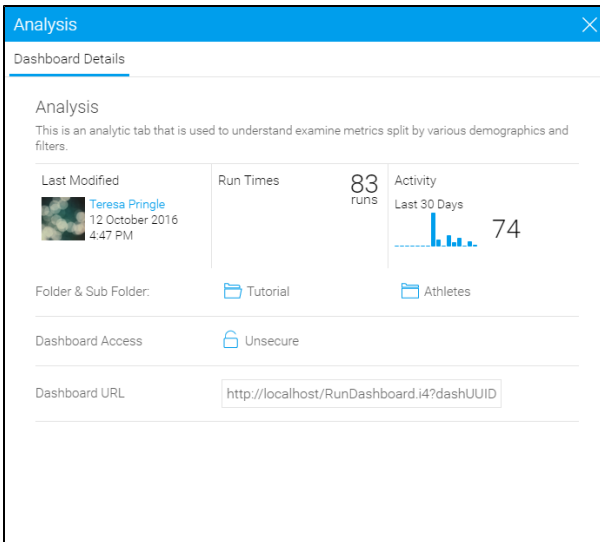 Analysis
Dashboard Details
Analysis
This is an analytic tab that is used to understand examine metrics split by various demographics and
filters.
Last Modified
Teresa Pringle
12 October 2016
4:47 PM
Run Times
83
runs
Activity
Last 30 Days
74
Folder & Sub Folder:
Tutorial
Athletes
Dashboard Access
Unsecure
Dashboard URL
http://localhost/RunDashboard.i4?dashUUID